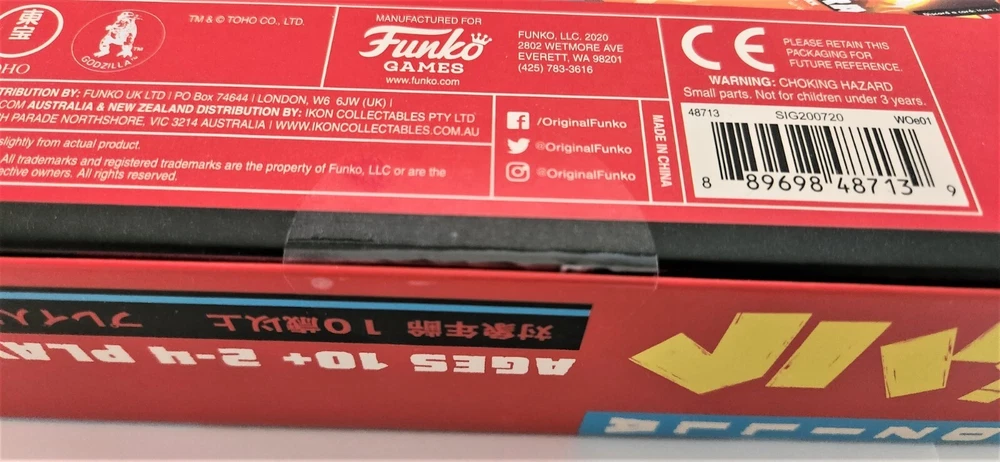 東宝
OHO
GODZILLA™
TM & © TOHO CO., LTD.
MANUFACTURED FOR
Funko
GAMES
www.funko.com
FUNKO, LLC. 2020
2802 WETMORE AVE
EVERETT, WA 98201
(425) 783-3616
TRIBUTION BY: FUNKO UK LTD | PO Box 74644 | LONDON, W6 6JW (UK) |
COM AUSTRALIA & NEW ZEALAND DISTRIBUTION BY: IKON COLLECTABLES PTY LTD
H PARADE NORTHSHORE, VIC 3214 AUSTRALIA | WWW.IKONCOLLECTABLES.COM.AU
slightly from actual product.
All trademarks and registered trademarks are the property of Funko, LLC or are the
ective owners. All rights reserved.
/OriginalFunko
@OriginalFunko
@OriginalFunko
MADE IN CHINA
CE
PLEASE RETAIN THIS
PACKAGING FOR
FUTURE REFERENCE.
WARNING: CHOKING HAZARD
Small parts. Not for children under 3 years.
48713 SIG200720 WOe01
8 89698 48713 9
対象年齢 10歳以上 プレイ人
AGES 10+ 2-4 PLA